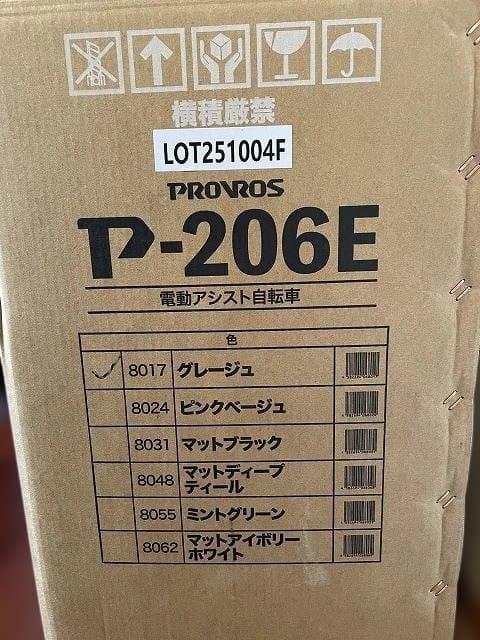 横積厳禁
LOT251004F
PROVROS
P-206E
電動アシスト自転車
色
8017 グレージュ
8024 ピンクベージュ
8031 マットブラック
8048 マットディープ
ティール
8055 ミントグリーン
8062 マットアイボリー
ホワイト